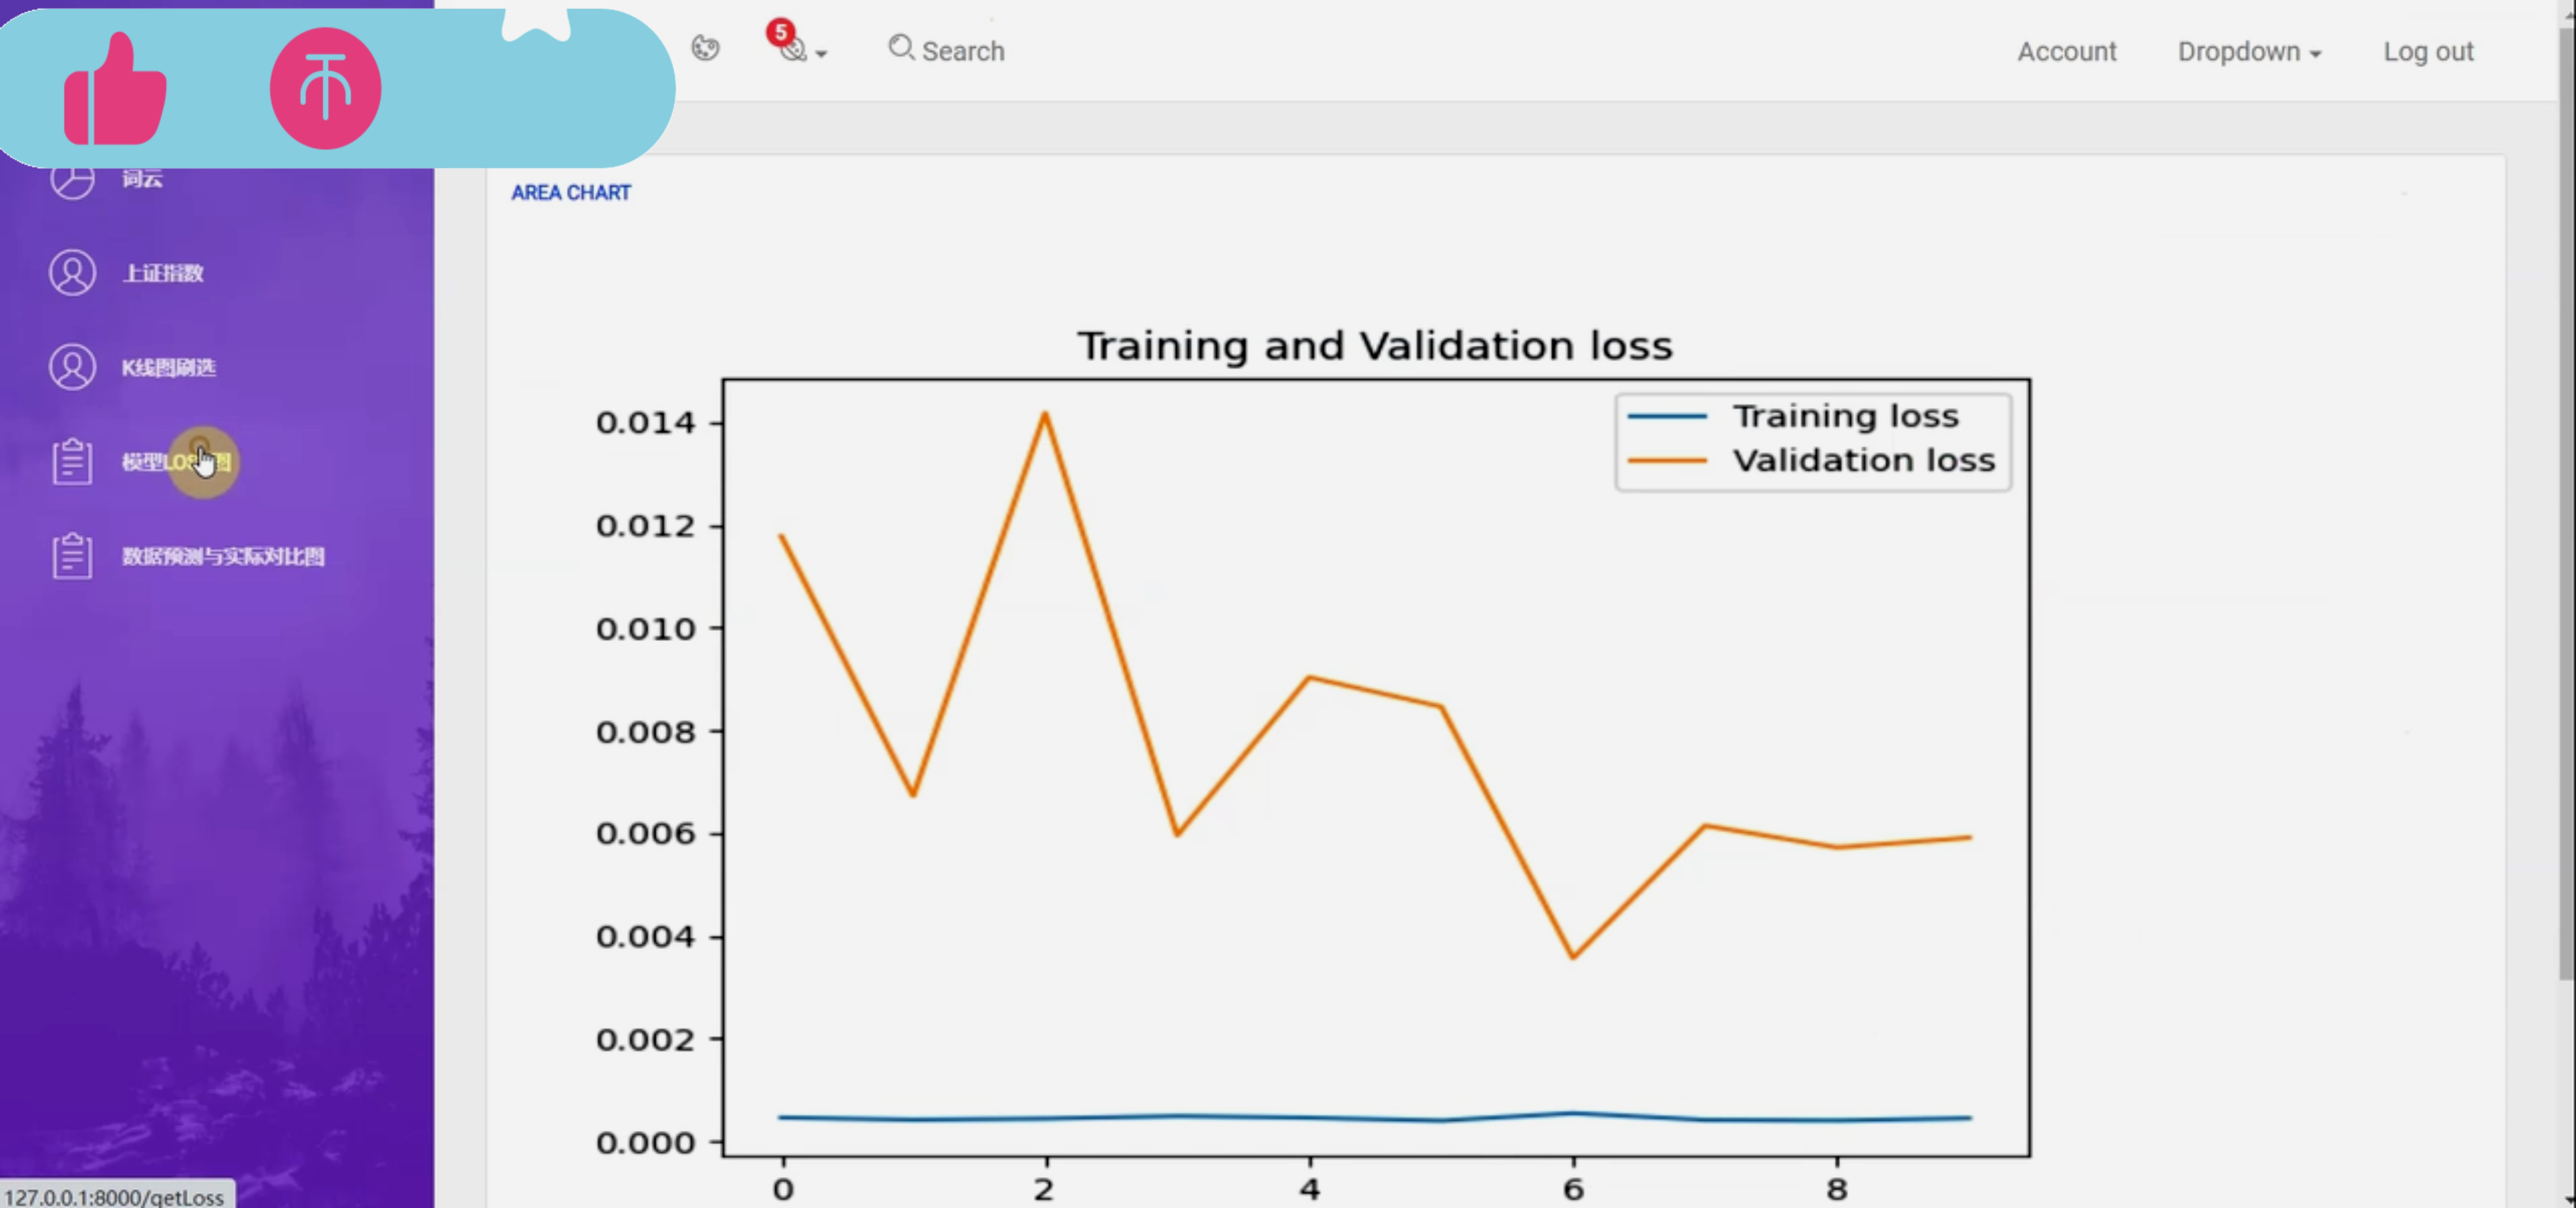 5
Search
Account
Dropdown
Log out
词云
上证指数
K线图刷选
模型LOSS图
数据预测与实际对比图
AREA CHART
Training and Validation loss
Training loss
Validation loss
0.014
0.012
0.010
0.008
0.006
0.004
0.002
0.000
0 2 4 6 8
127.0.0.1:8000/getLoss